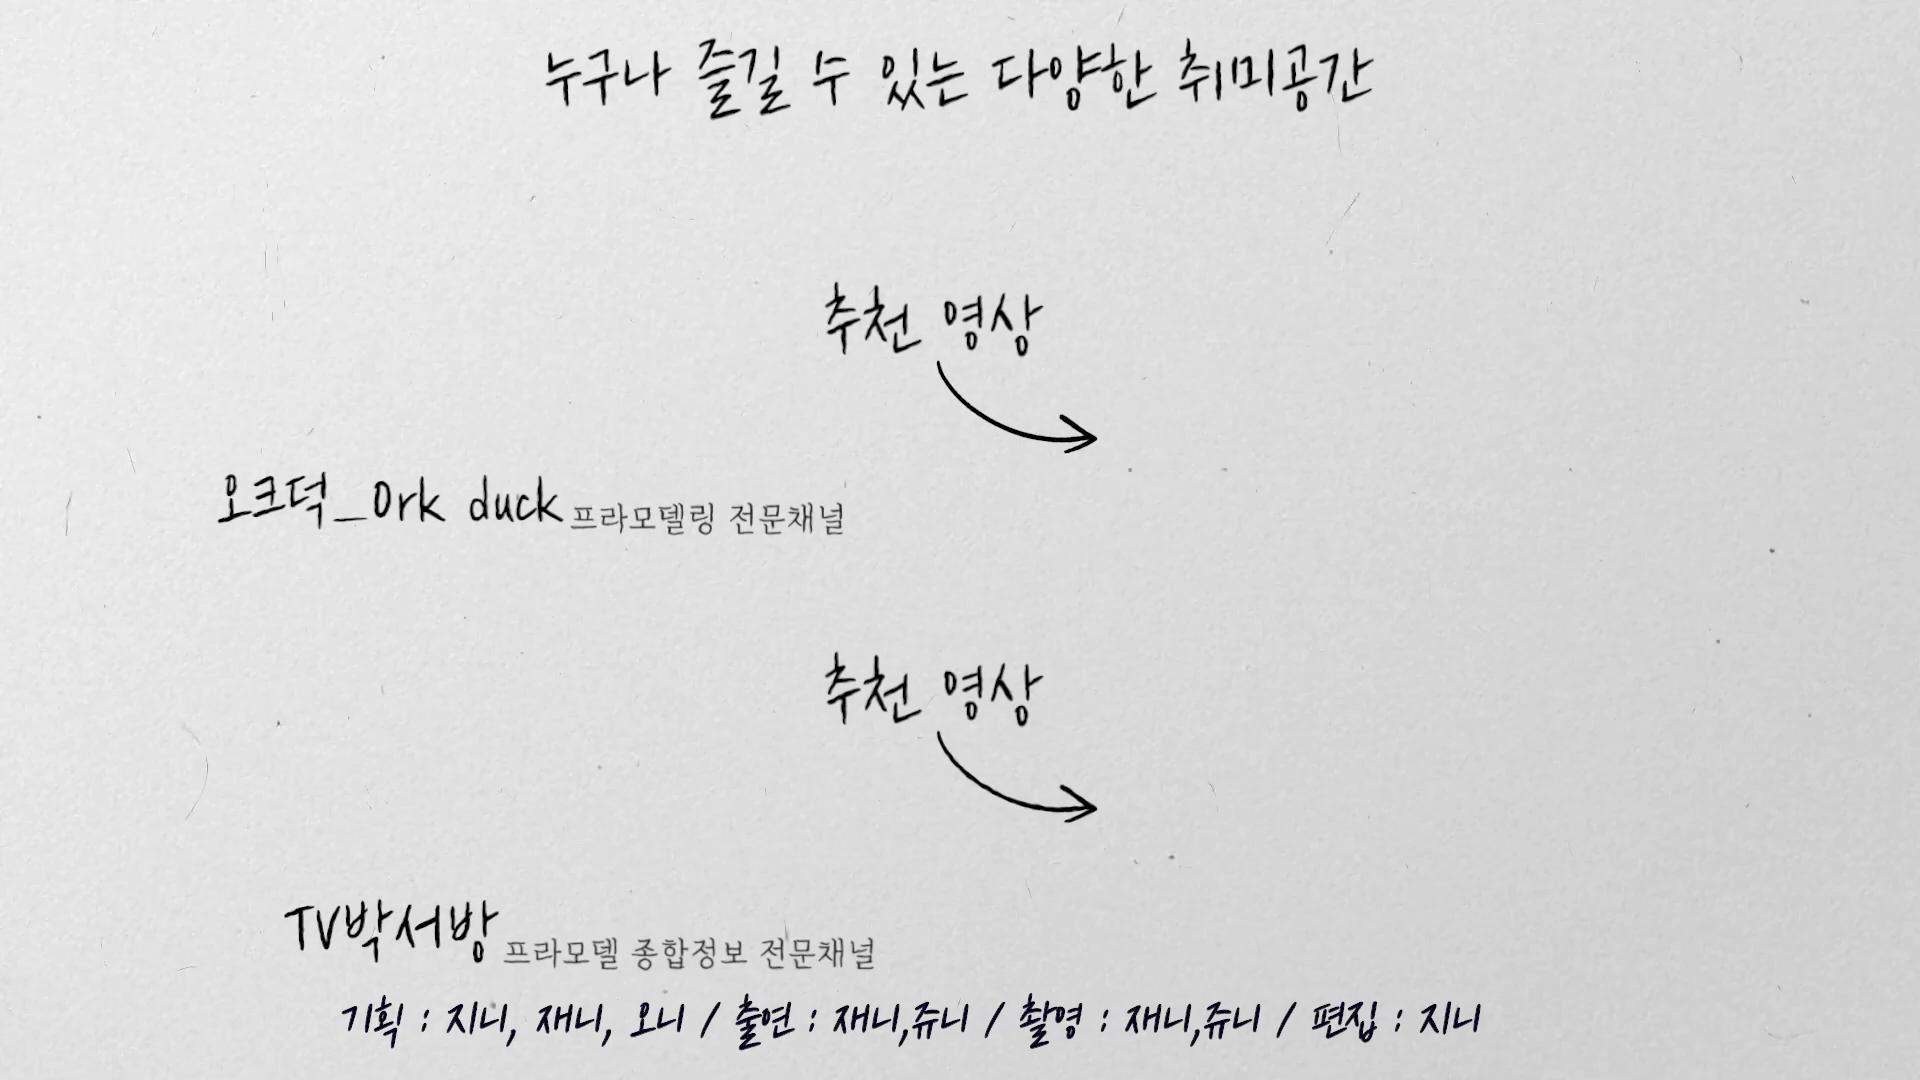 누구나 즐길 수 있는 다양한 취미공간
추천 영상
오크덕_Ork duck 프라모델링 전문채널
추천 영상
TV박서방 프라모델 종합정보 전문채널
기획 : 지니, 재니, 오니 / 출연 : 재니,쥬니 / 촬영 : 재니,쥬니 / 편집 : 지니